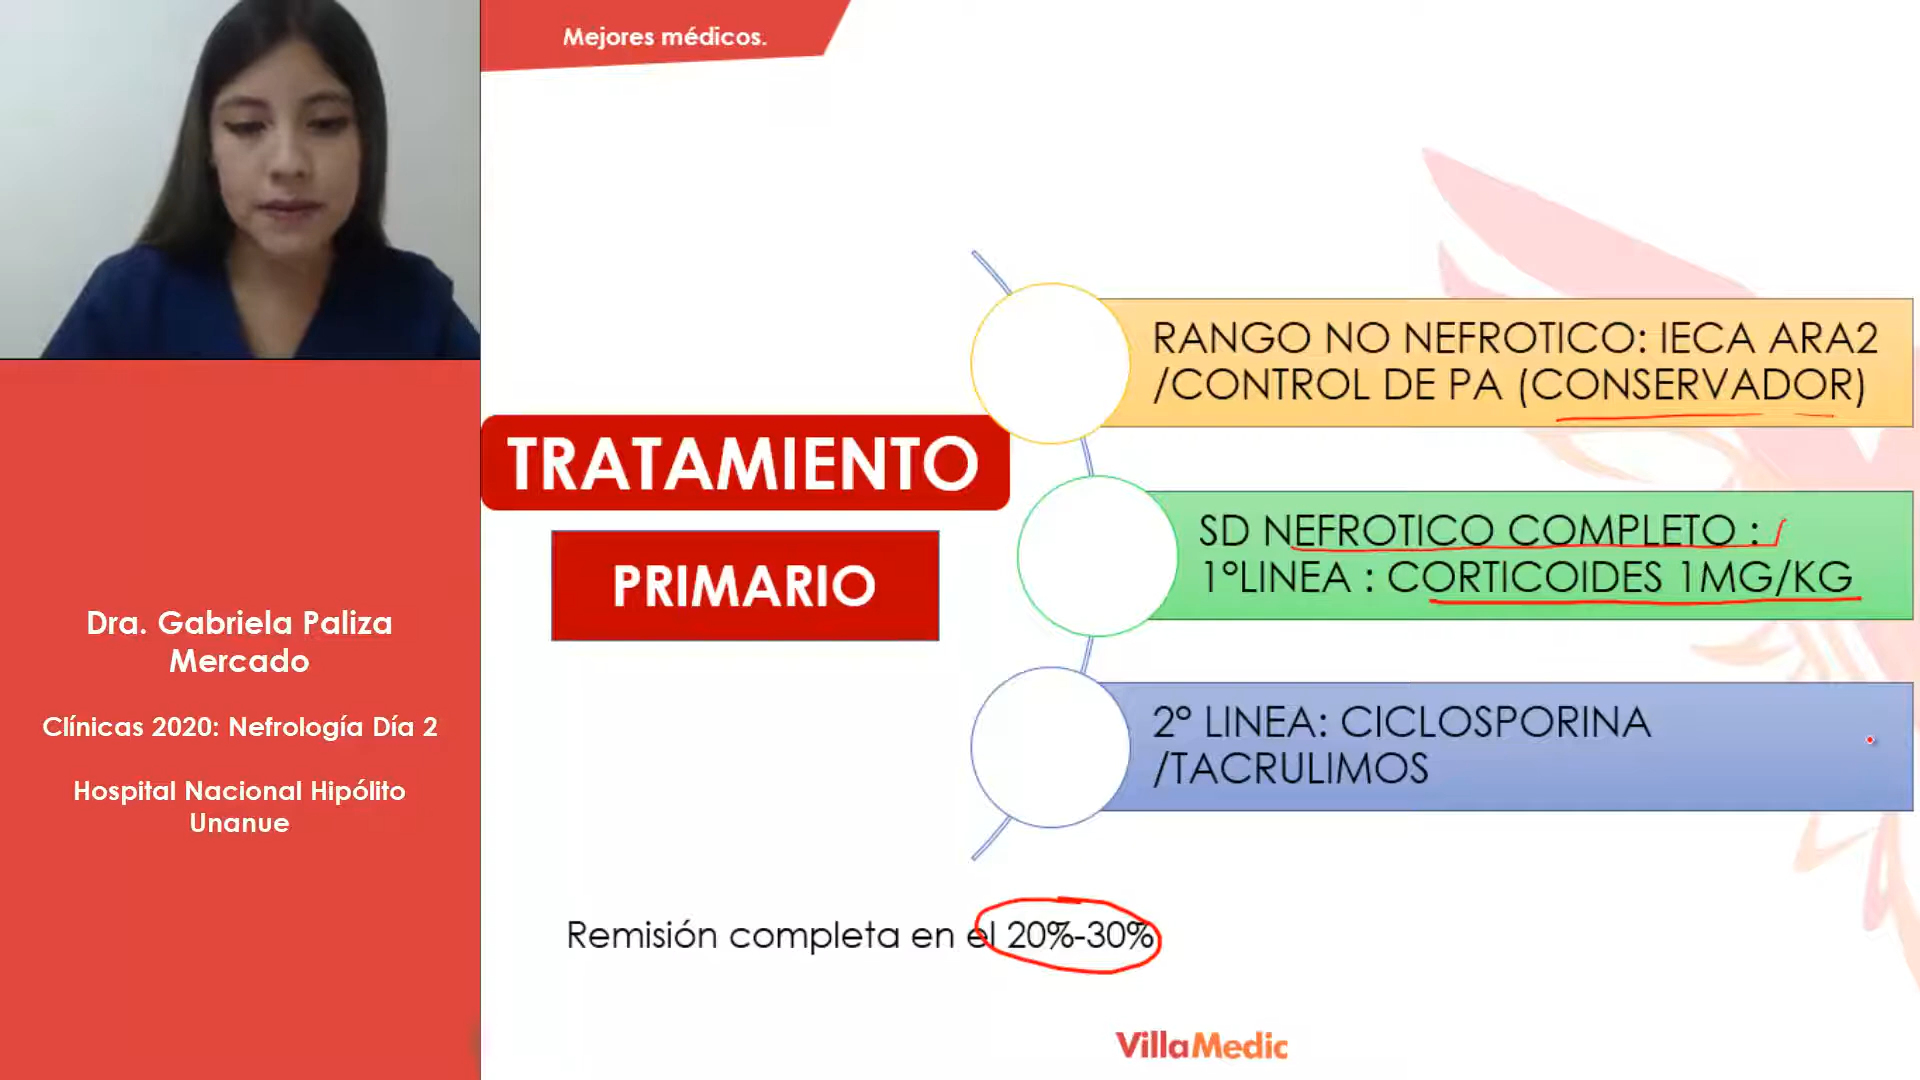 Mejores médicos.
RANGO NO NEFROTICO: IECA ARA2
/CONTROL DE PA (CONSERVADOR)
TRATAMIENTO
PRIMARIO
SD NEFROTICO COMPLETO :
1°LINEA : CORTICOIDES 1MG/KG
2° LINEA: CICLOSPORINA
/TACRULIMOS
Remisión completa en el 20%-30%
Dra. Gabriela Paliza
Mercado
Clínicas 2020: Nefrología Día 2
Hospital Nacional Hipólito
Unanue
VillaMedic